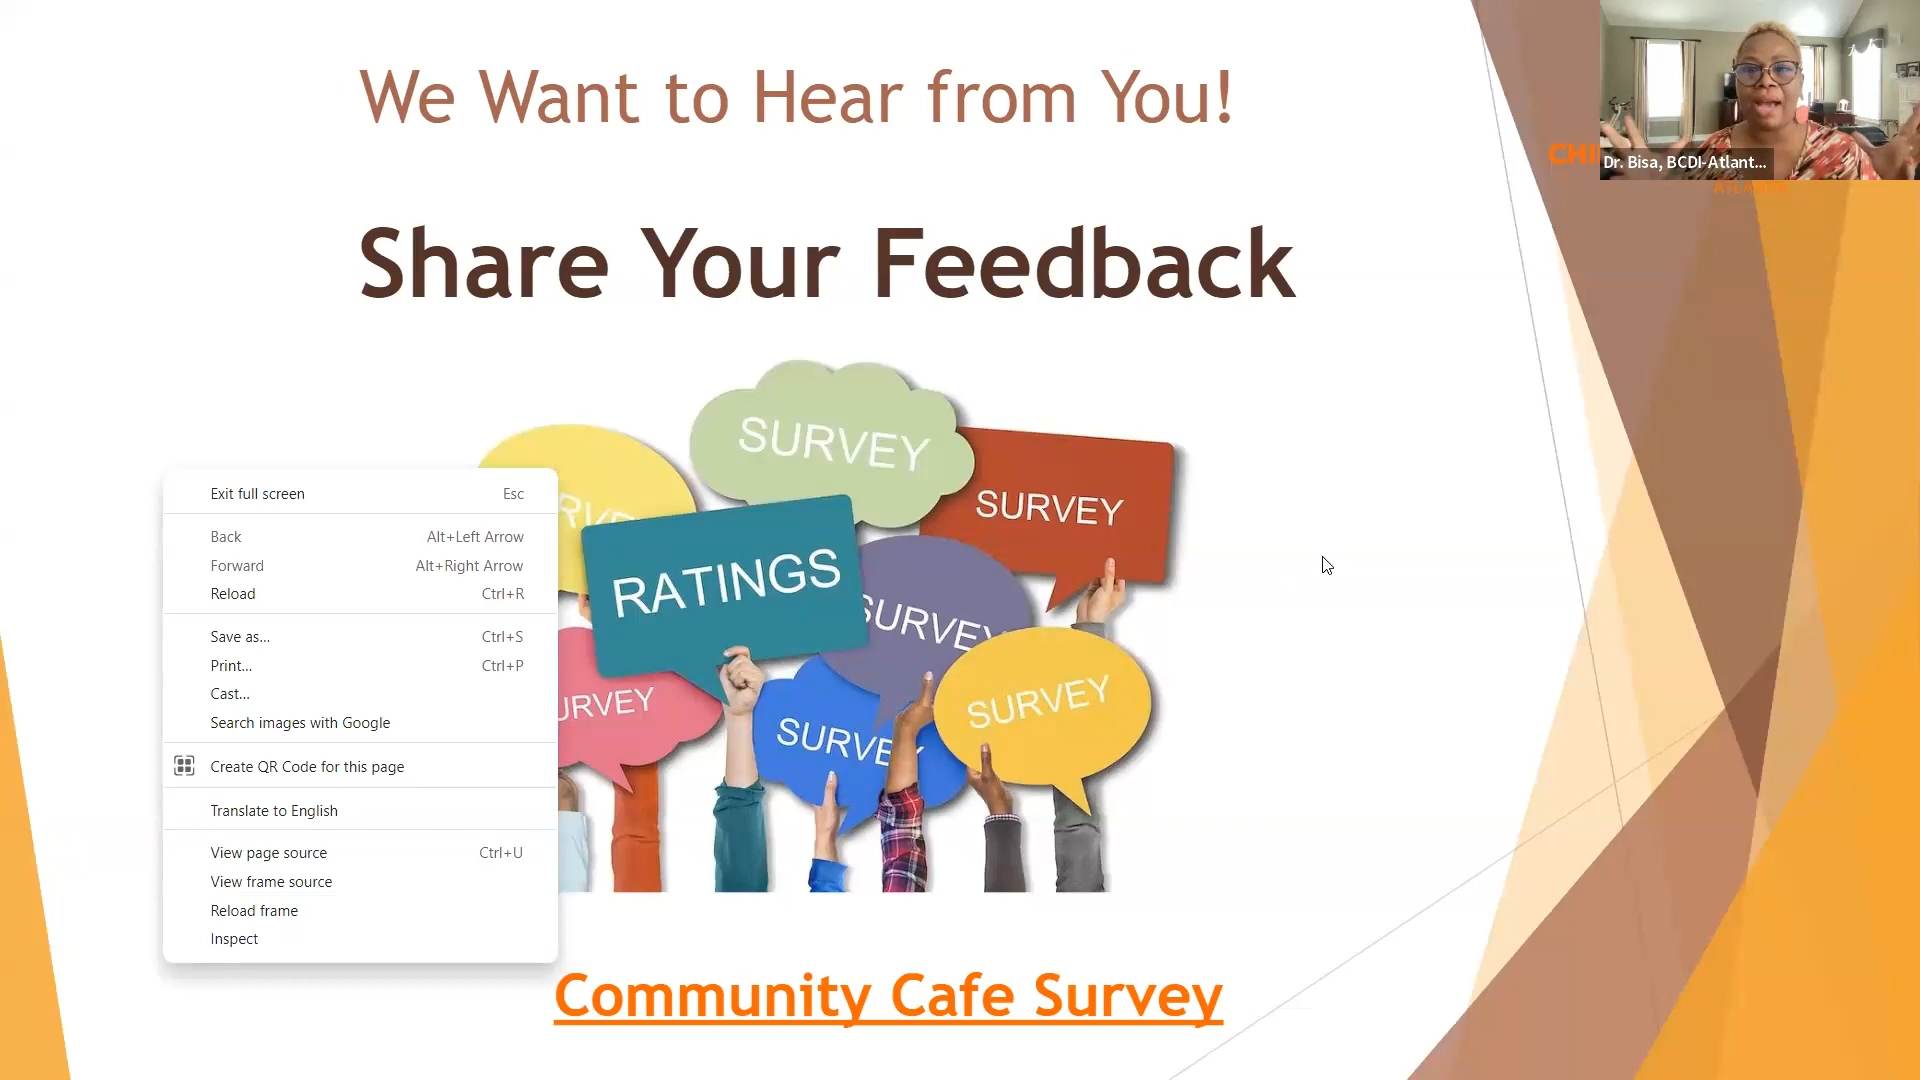 We Want to Hear from You!
CHI
Dr. Bisa, BCDI-Atlant...
ATLANTA
Share Your Feedback
SURVEY
SURVEY
RATINGS
SURVEY
SURVEY
SURVEY
Exit full screen Esc
Back Alt+Left Arrow
Forward Alt+Right Arrow
Reload Ctrl+R
Save as... Ctrl+S
Print... Ctrl+P
Cast...
Search images with Google
Create QR Code for this page
Translate to English
View page source Ctrl+U
View frame source
Reload frame
Inspect
Community Cafe Survey